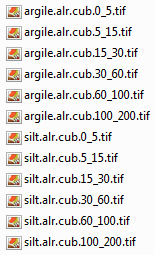 argile.alr.cub.0_5.tif
argile.alr.cub.5_15.tif
argile.alr.cub.15_30.tif
argile.alr.cub.30_60.tif
argile.alr.cub.60_100.tif
argile.alr.cub.100_200.tif
silt.alr.cub.0_5.tif
silt.alr.cub.5_15.tif
silt.alr.cub.15_30.tif
silt.alr.cub.30_60.tif
silt.alr.cub.60_100.tif
silt.alr.cub.100_200.tif